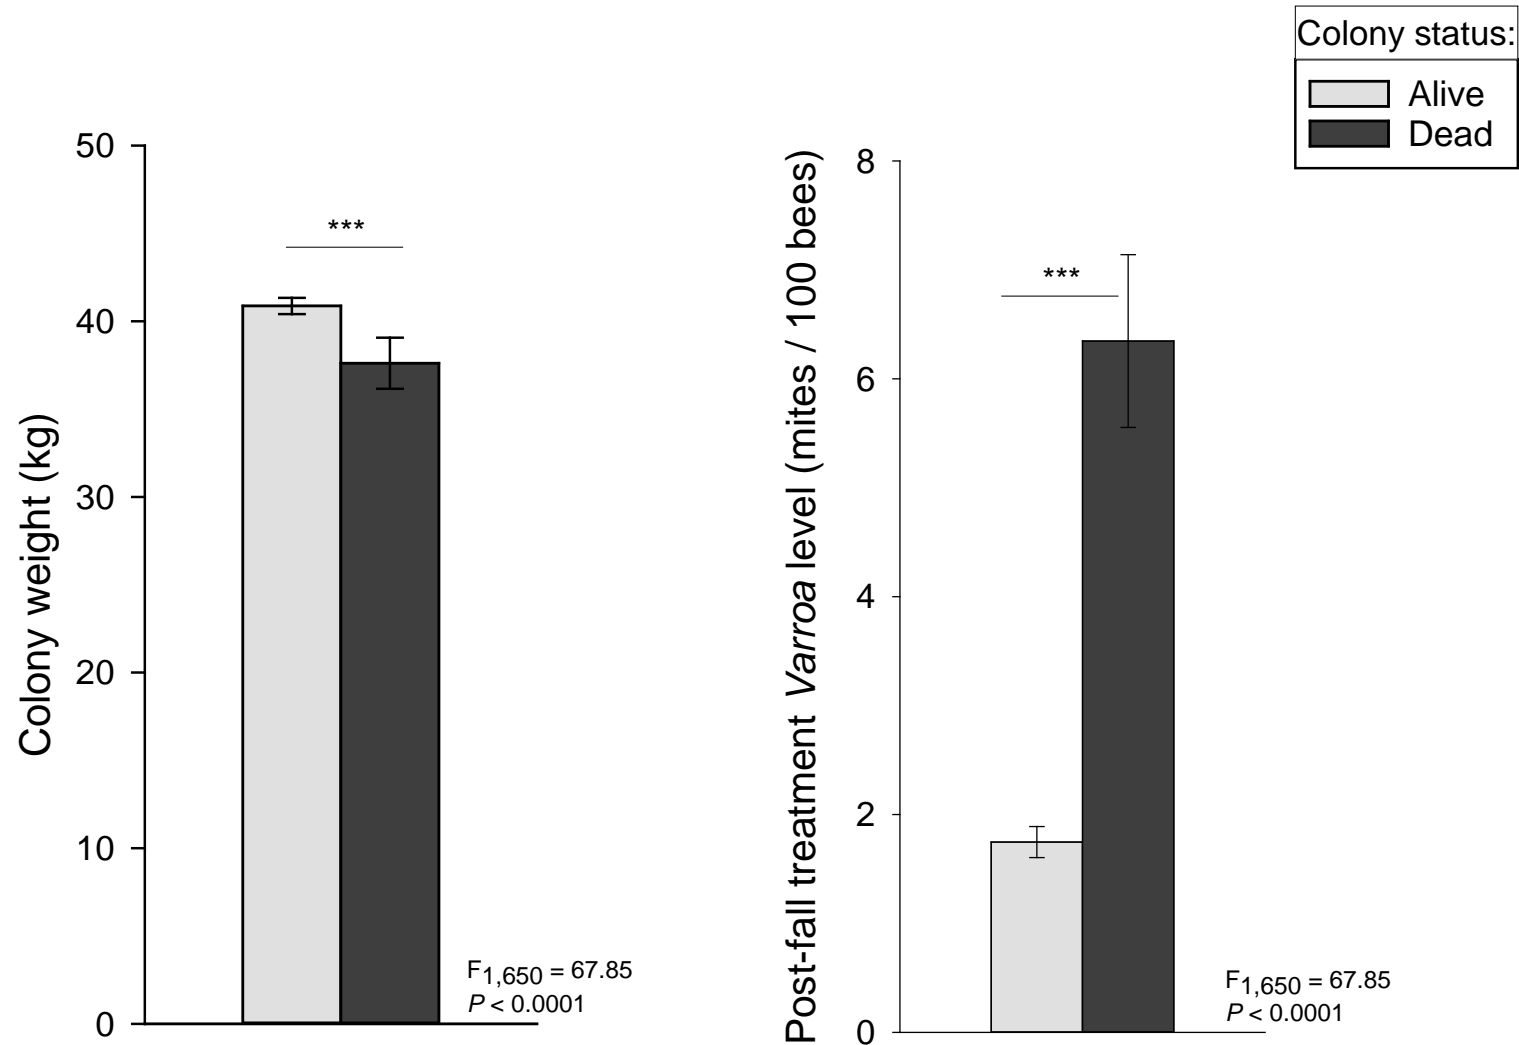 Colony status:
Alive
Dead
Colony weight (kg)
50
40
30
20
10
0
***
F1,650 = 67.85
P < 0.0001
Post-fall treatment Varroa level (mites / 100 bees)
8
6
4
2
0
***
F1,650 = 67.85
P < 0.0001